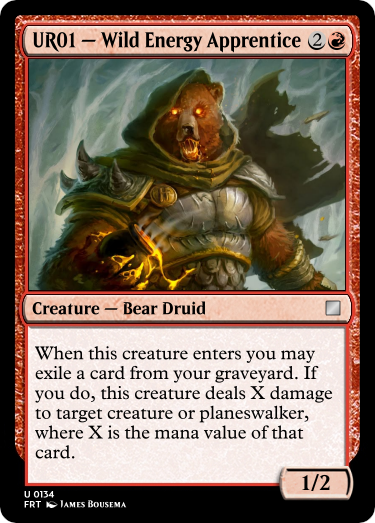 UR01 — Wild Energy Apprentice 2
Creature — Bear Druid
When this creature enters you may
exile a card from your graveyard. If
you do, this creature deals X damage
to target creature or planeswalker,
where X is the mana value of that
card.
1/2
U 0134
FRT James Bousema